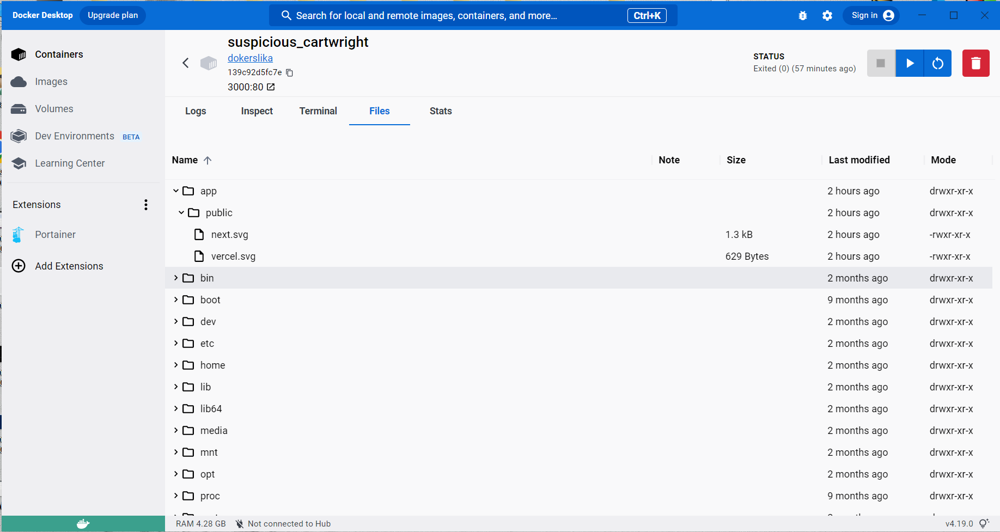 Docker Desktop Upgrade plan Search for local and remote images, containers, and more... Ctrl+K Sign in
Containers
Images
Volumes
Dev Environments BETA
Learning Center
Extensions
Portainer
Add Extensions
suspicious_cartwright
dokerslika
139c92d5fc7e
3000:80
STATUS
Exited (0) (57 minutes ago)
Logs Inspect Terminal Files Stats
Name Note Size Last modified Mode
app 2 hours ago drwxr-xr-x
public 2 hours ago drwxr-xr-x
next.svg 1.3 kB 2 hours ago -rwxr-xr-x
vercel.svg 629 Bytes 2 hours ago -rwxr-xr-x
bin 2 months ago drwxr-xr-x
boot 9 months ago drwxr-xr-x
dev 2 months ago drwxr-xr-x
etc 2 months ago drwxr-xr-x
home 2 months ago drwxr-xr-x
lib 2 months ago drwxr-xr-x
lib64 2 months ago drwxr-xr-x
media 2 months ago drwxr-xr-x
mnt 2 months ago drwxr-xr-x
opt 2 months ago drwxr-xr-x
proc 9 months ago drwxr-xr-x
RAM 4.28 GB Not connected to Hub v4.19.0